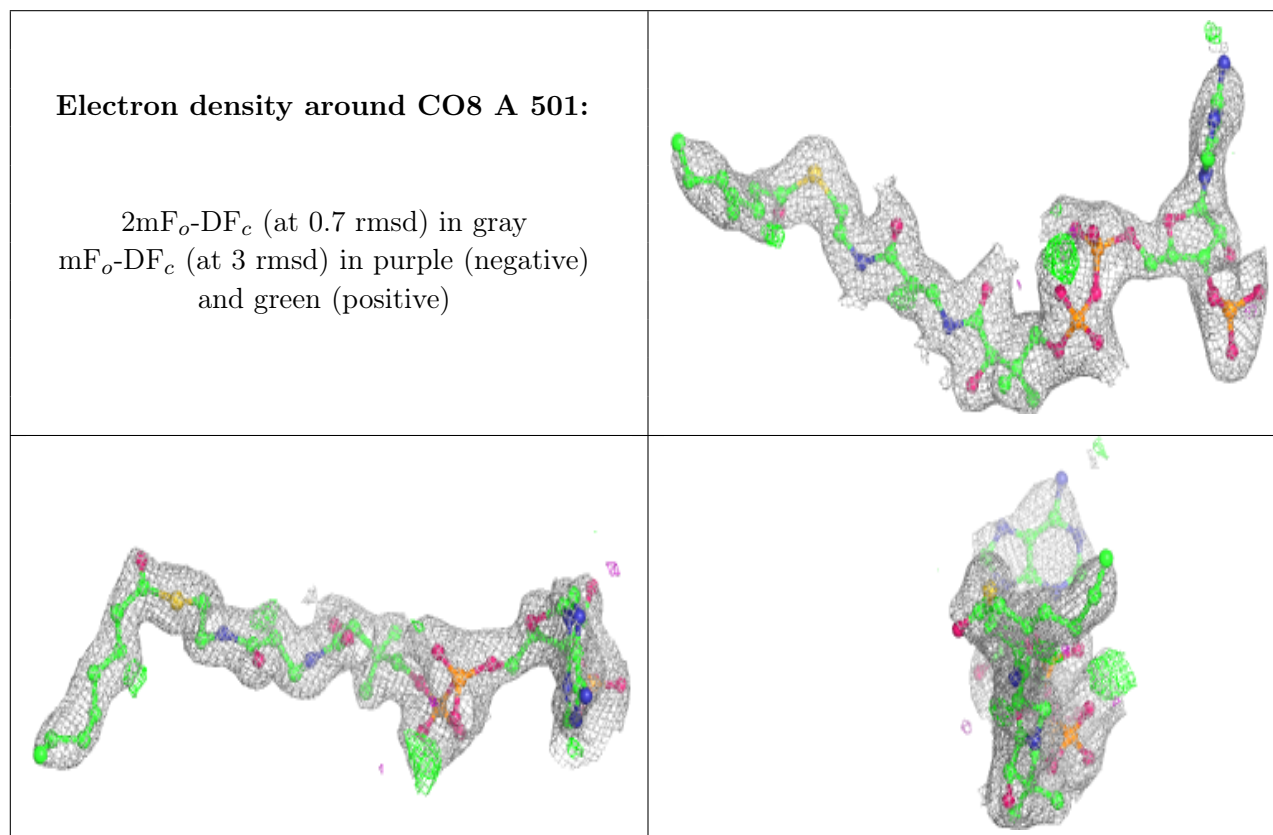 Electron density around CO8 A 501:
2mFo-DFc (at 0.7 rmsd) in gray
mFo-DFc (at 3 rmsd) in purple (negative)
and green (positive)